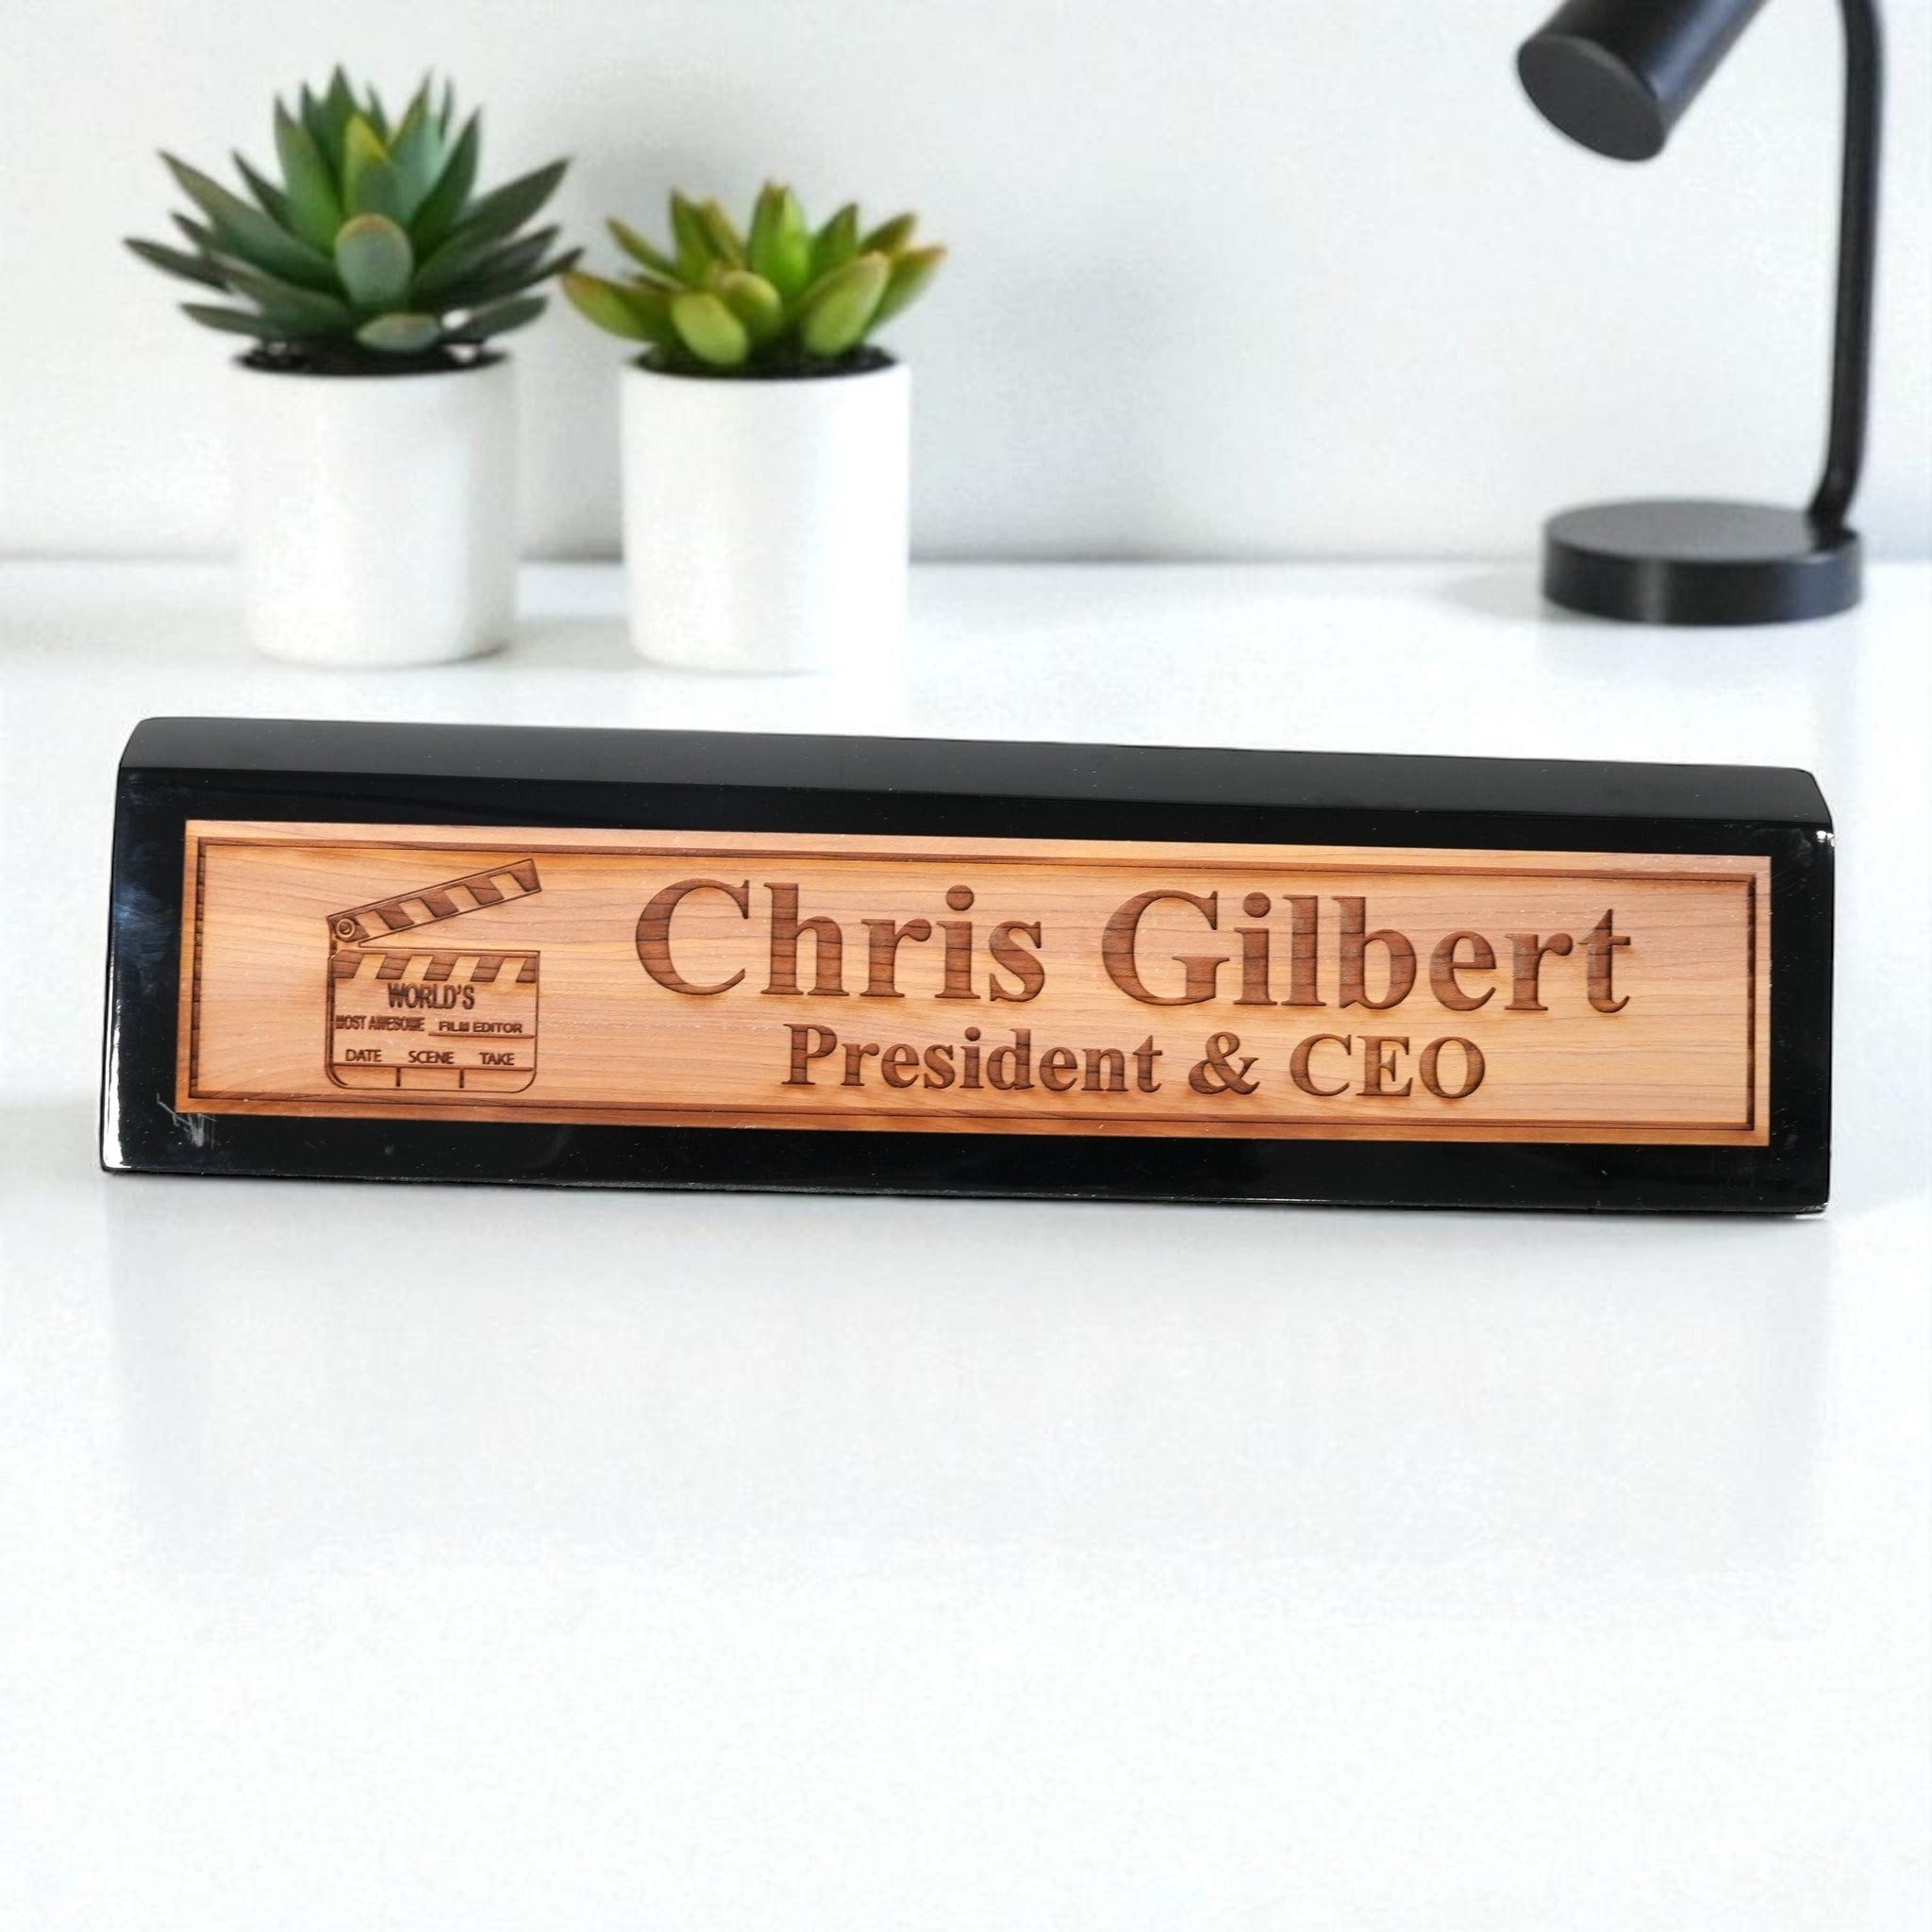 WORLD'S
MOST AWESOME FILM EDITOR
DATE SCENE TAKE
Chris Gilbert
President & CEO